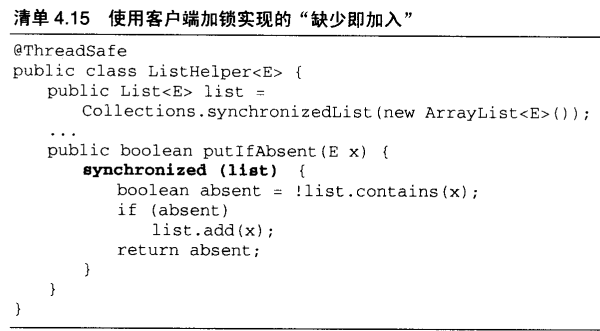 清单 4.15 使用客户端加锁实现的“缺少即加入”
@ThreadSafe
public class ListHelper<E> {
    public List<E> list =
        Collections.synchronizedList(new ArrayList<E>());
    ...
    public boolean putIfAbsent(E x) {
        synchronized (list) {
            boolean absent = !list.contains(x);
            if (absent)
                list.add(x);
            return absent;
        }
    }
}